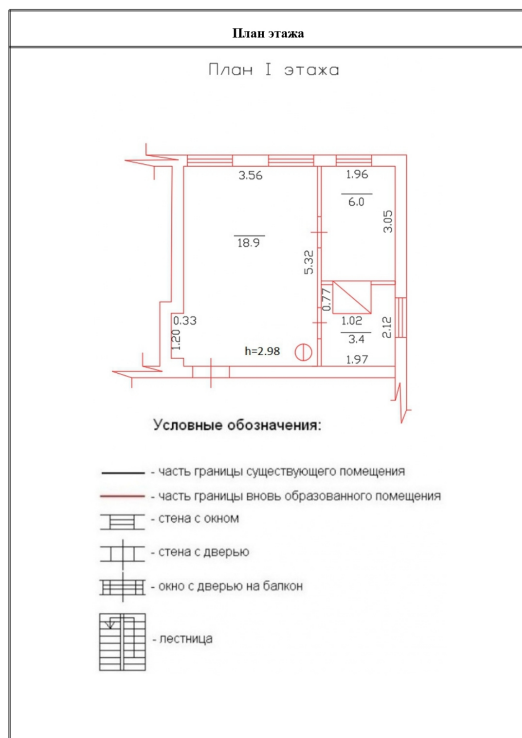 План этажа
План I этажа
3.56
1.96
6.0
3.05
18.9
5.32
0.77
0.33
1.20
1.02
3.4
2.12
h=2.98
1.97
Условные обозначения:
- часть границы существующего помещения
- часть границы вновь образованного помещения
- стена с окном
- стена с дверью
- окно с дверью на балкон
- лестница